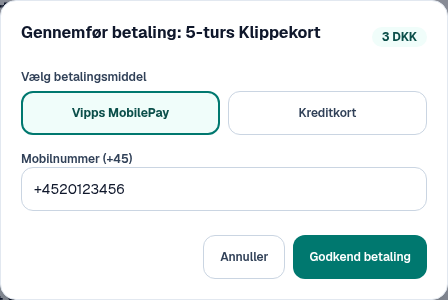 Gennemfør betaling: 5-turs Klippekort
3 DKK
Vælg betalingsmiddel
Vipps MobilePay
Kreditkort
Mobilnummer (+45)
+4520123456
Annuller
Godkend betaling